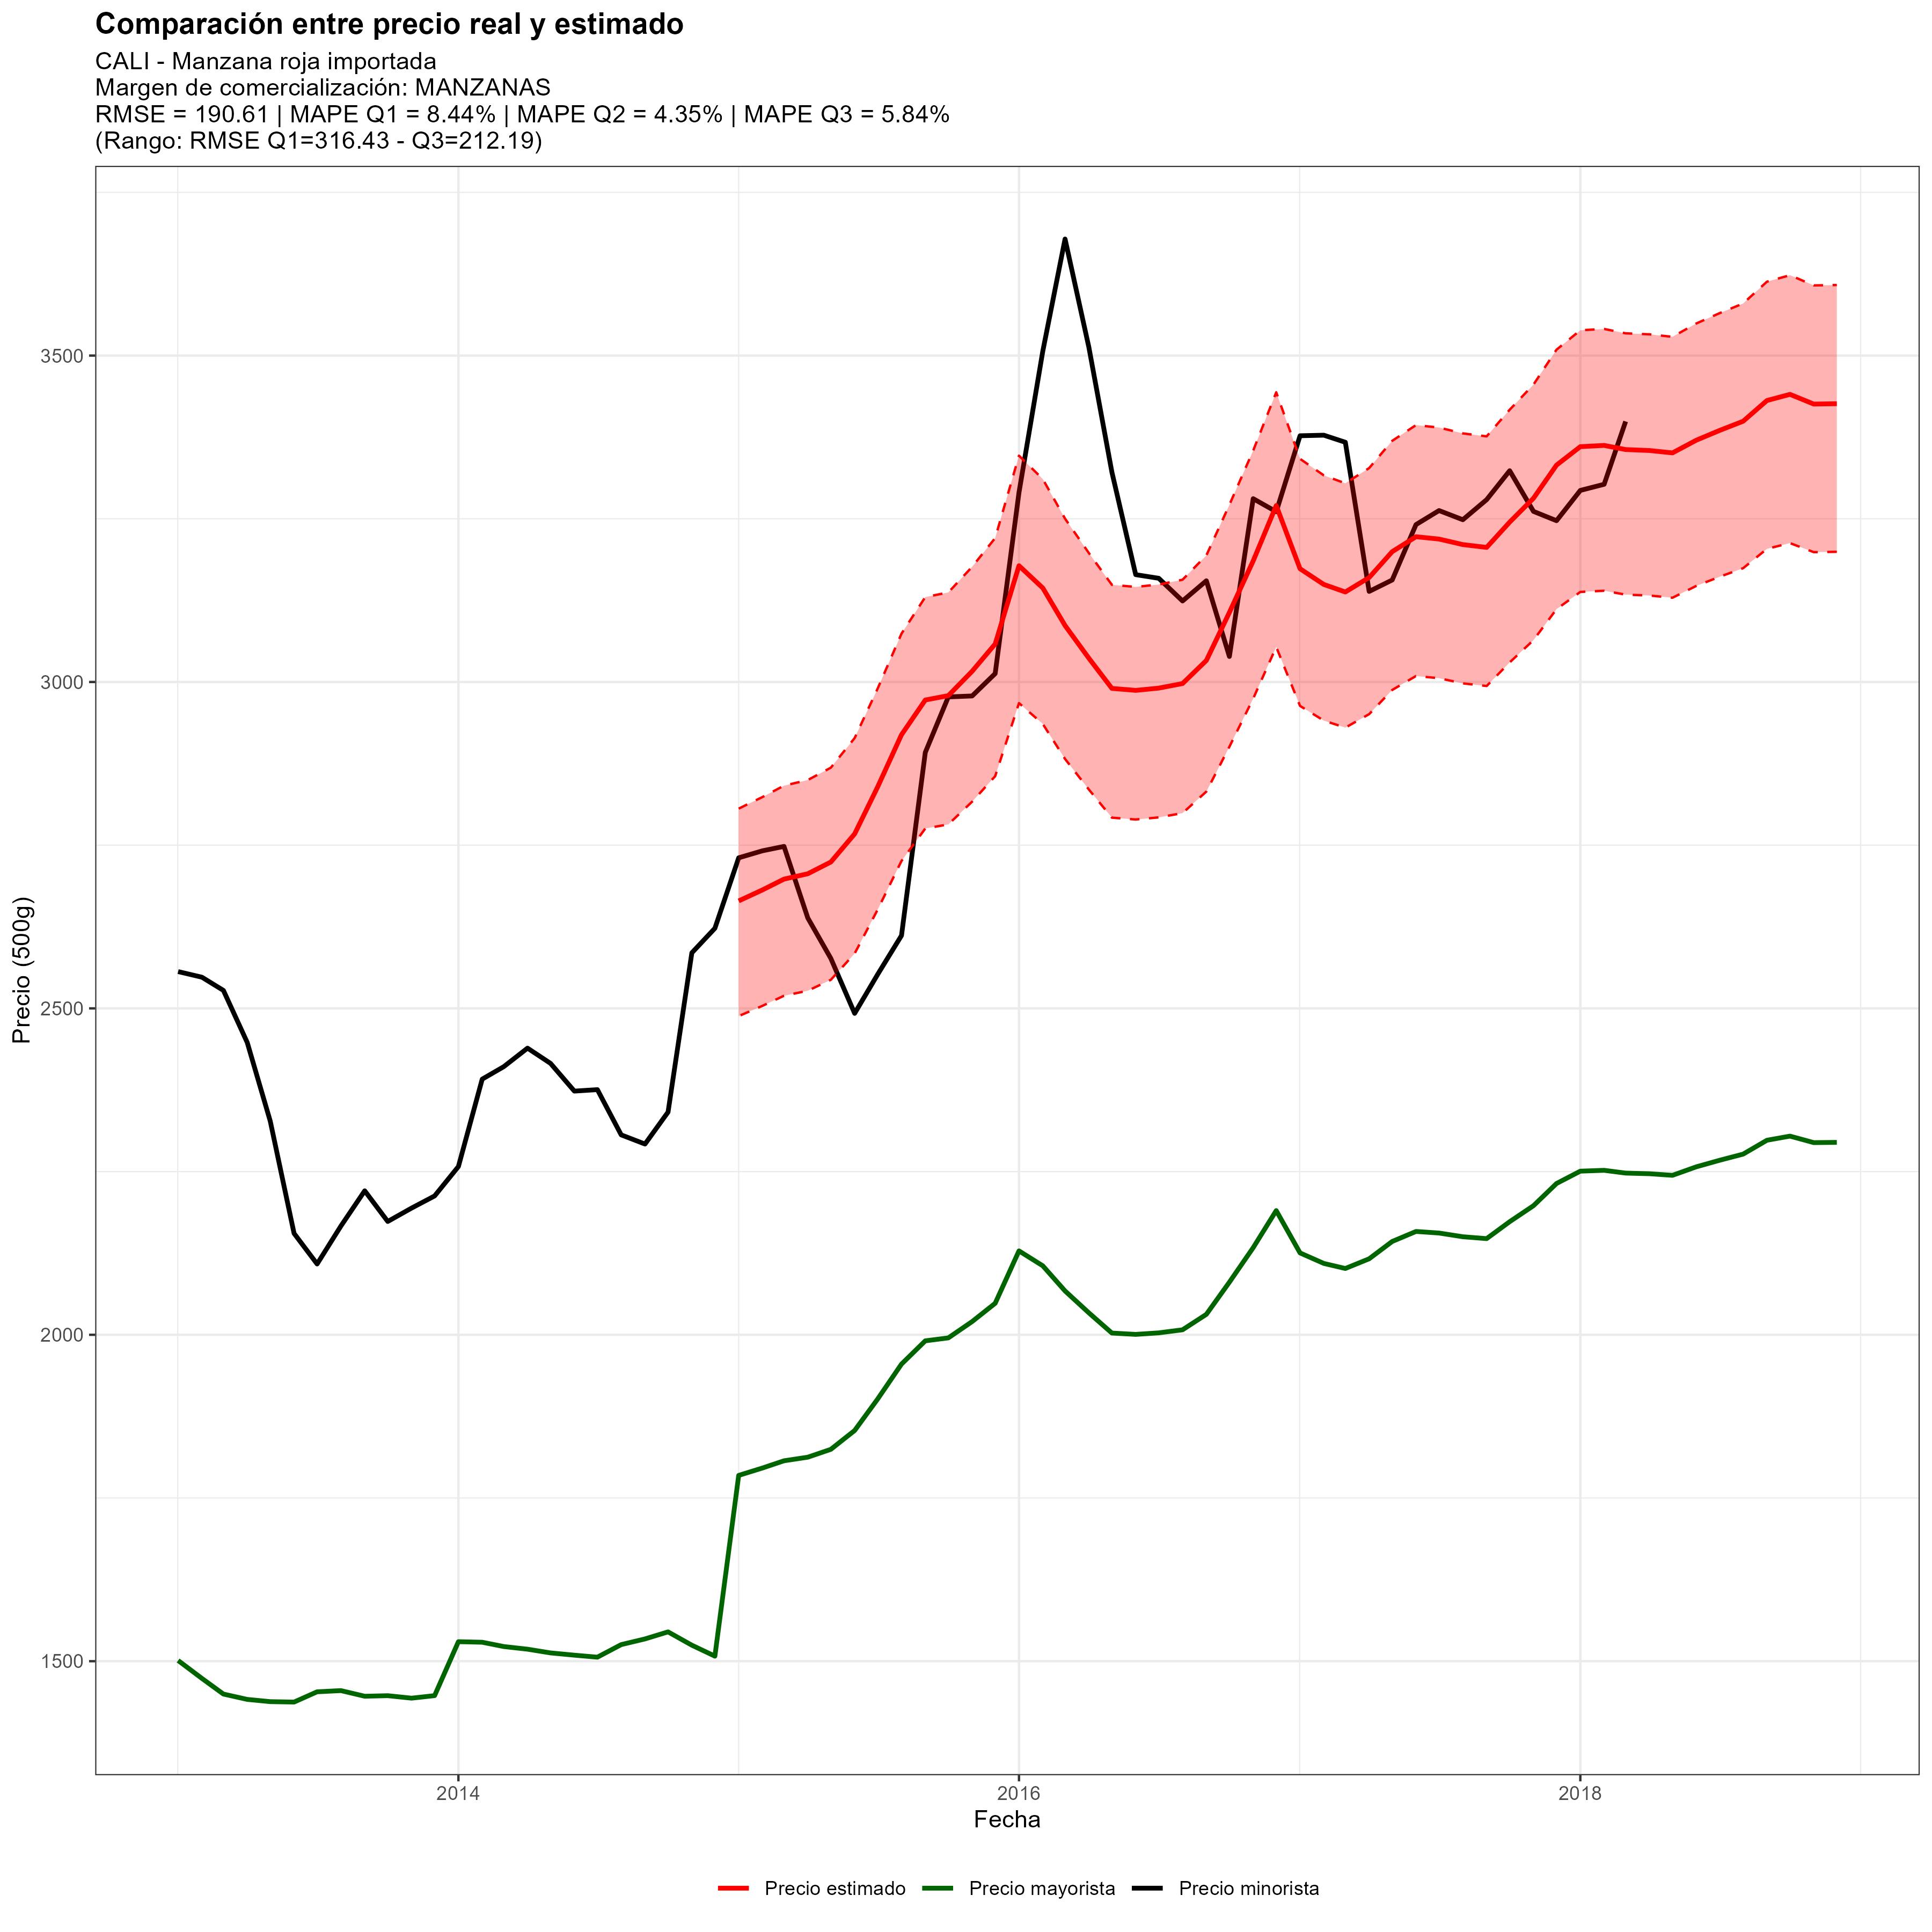 Comparación entre precio real y estimado
CALI - Manzana roja importada
Margen de comercialización: MANZANAS
RMSE = 190.61 | MAPE Q1 = 8.44% | MAPE Q2 = 4.35% | MAPE Q3 = 5.84%
(Rango: RMSE Q1=316.43 - Q3=212.19)
Precio (500g)
3500
3000
2500
2000
1500
2014
2016
2018
Fecha
Precio estimado
Precio mayorista
Precio minorista